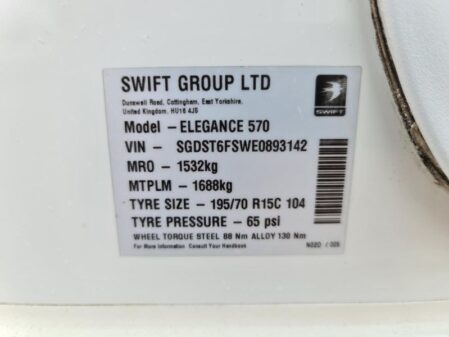 SWIFT GROUP LTD
Dunswell Road, Cottingham, East Yorkshire,
United Kingdom, HU16 4JS
SWIFT
Model - ELEGANCE 570
VIN - SGDST6FSWE0893142
MRO - 1532kg
MTPLM - 1688kg
TYRE SIZE - 195/70 R15C 104
TYRE PRESSURE - 65 psi
WHEEL TORQUE STEEL 88 Nm ALLOY 130 Nm
For More Information Consult Your Handbook